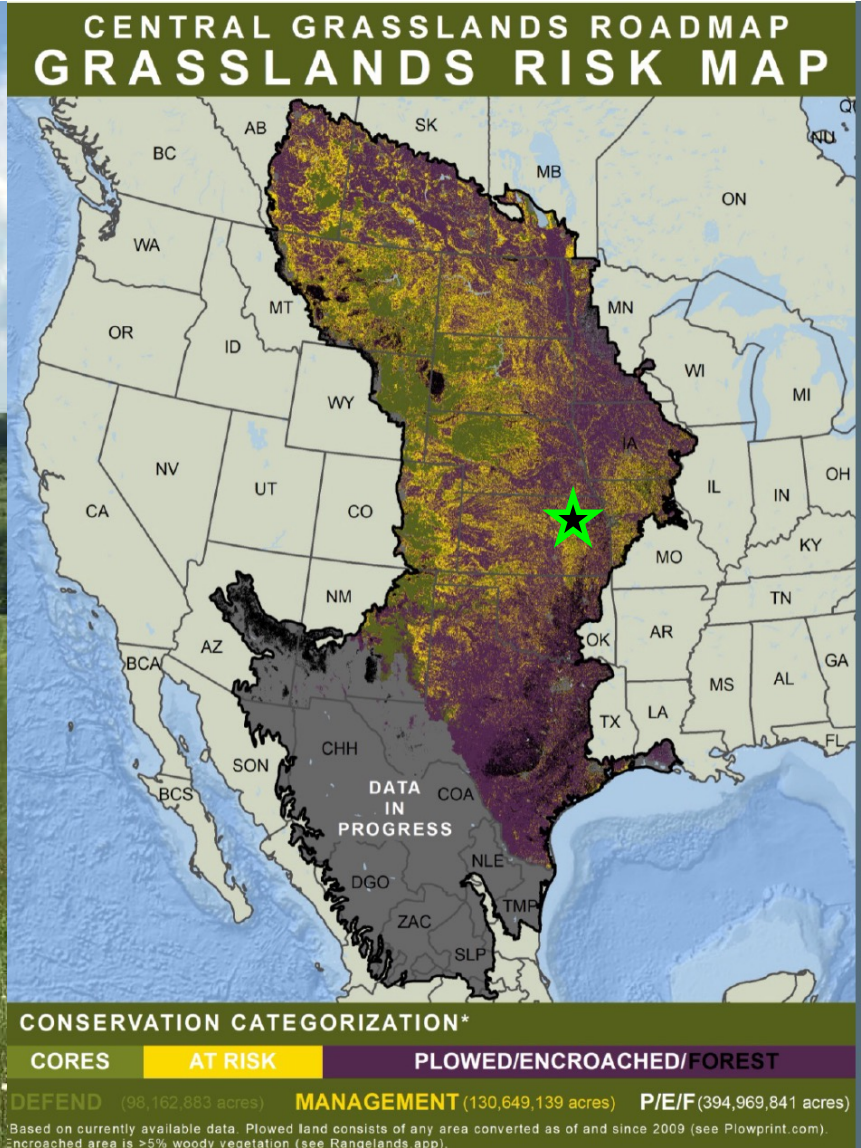 CENTRAL GRASSLANDS ROADMAP
GRASSLANDS RISK MAP
AB
SK
BC
MB
NU
ON
WA
MT
MN
OR
ID
WI
WY
MI
IA
NV
UT
CO
IL
IN
OH
CA
MO
KY
NM
TN
AZ
OK
AR
BCA
MS
AL
GA
TX
LA
FL
SON
CHH
BCS
DATA
IN
PROGRESS
COA
NLE
DGO
TMP
ZAC
SLP
CONSERVATION CATEGORIZATION*
CORES AT RISK PLOWED/ENCROACHED/FOREST
DEFEND (98,162,883 acres) MANAGEMENT (130,649,139 acres) P/E/F (394,969,841 acres)
*Based on currently available data. Plowed land consists of any area converted as of and since 2009 (see Plowprint.com).
Encroached area is >5% woody vegetation (see Rangelands.app).